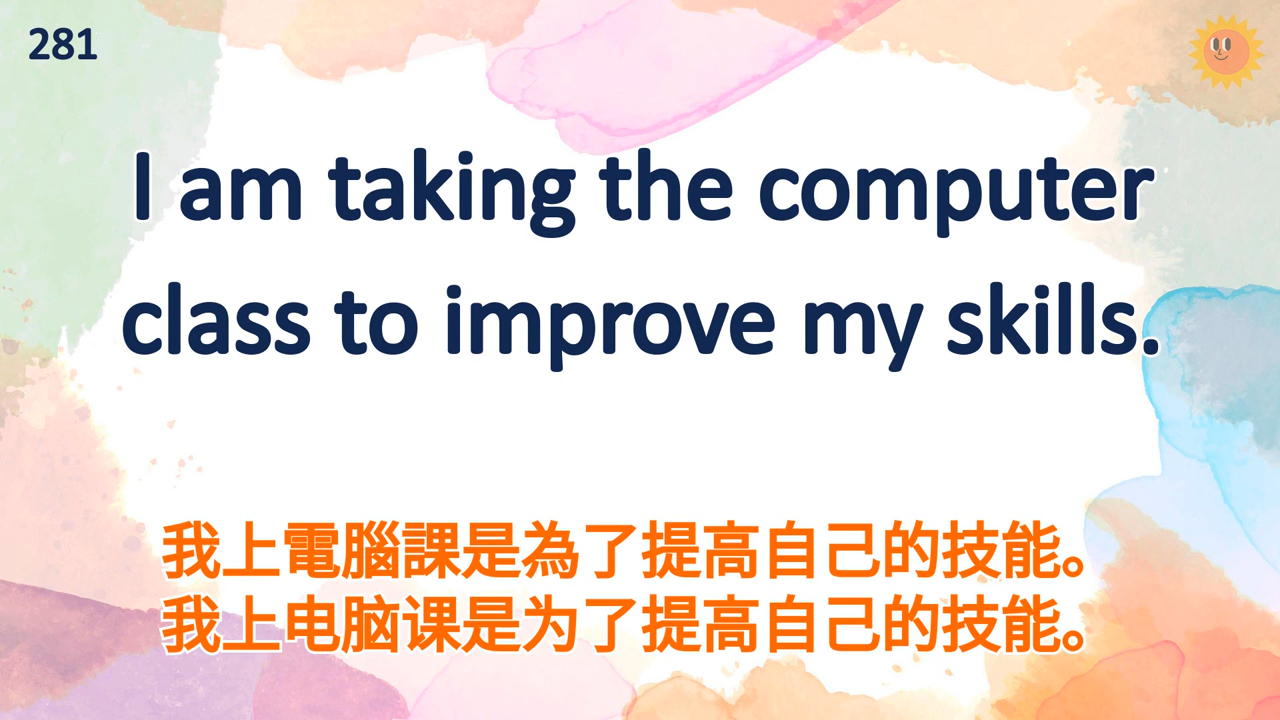 281
I am taking the computer
class to improve my skills.
我上電腦課是為了提高自己的技能。
我上电脑课是为了提高自己的技能。